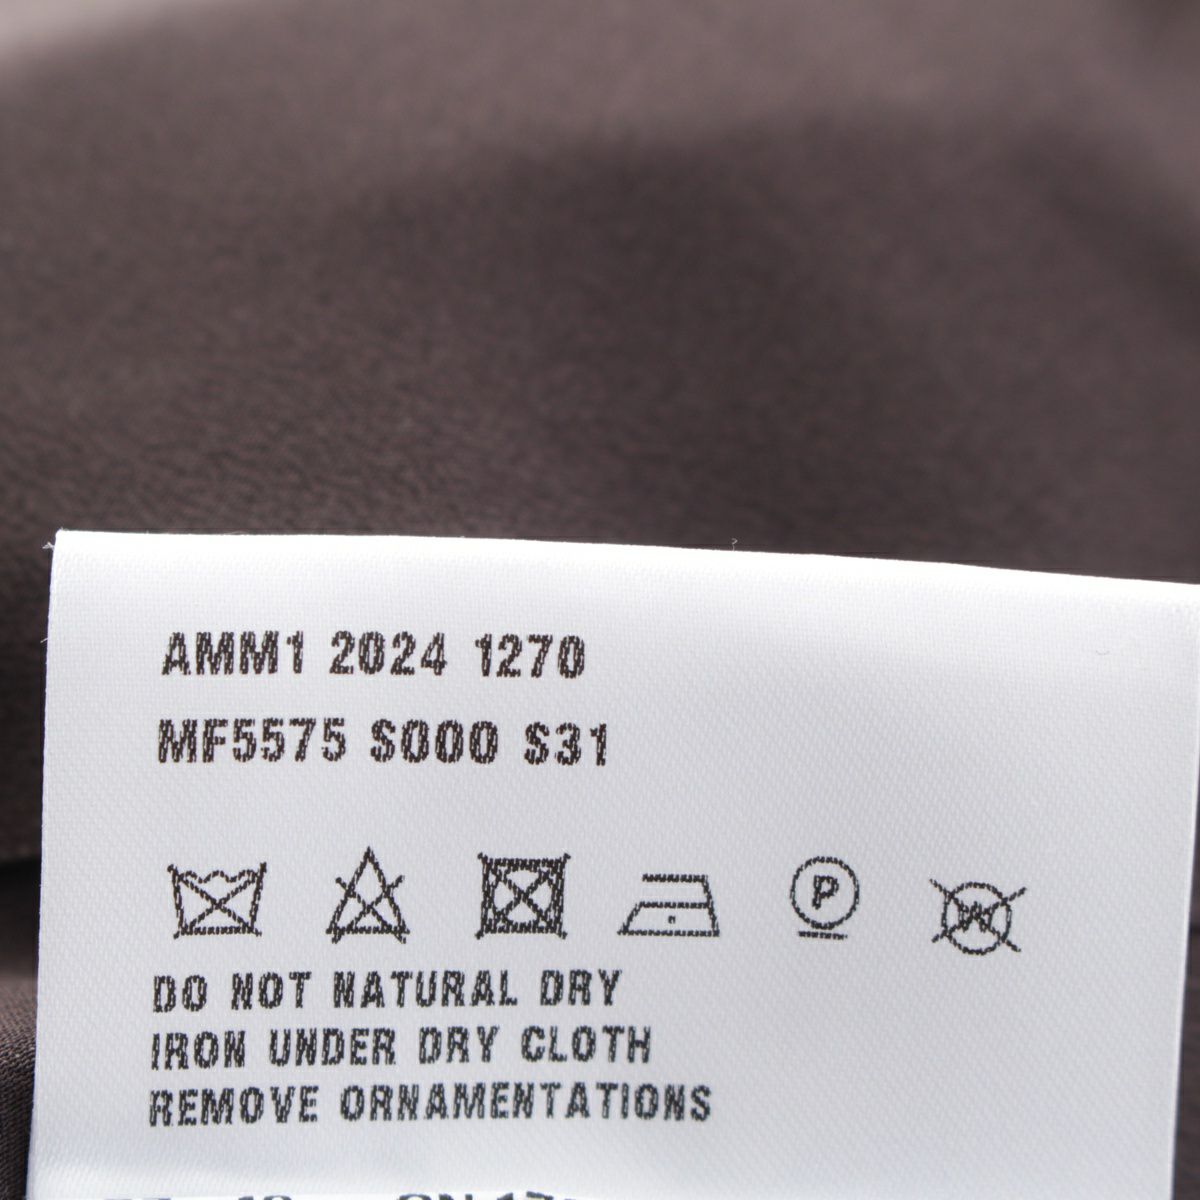 AMM1 2024 1270
MF5575 S000 S31
P
W
DO NOT NATURAL DRY
IRON UNDER DRY CLOTH
REMOVE ORNAMENTATIONS